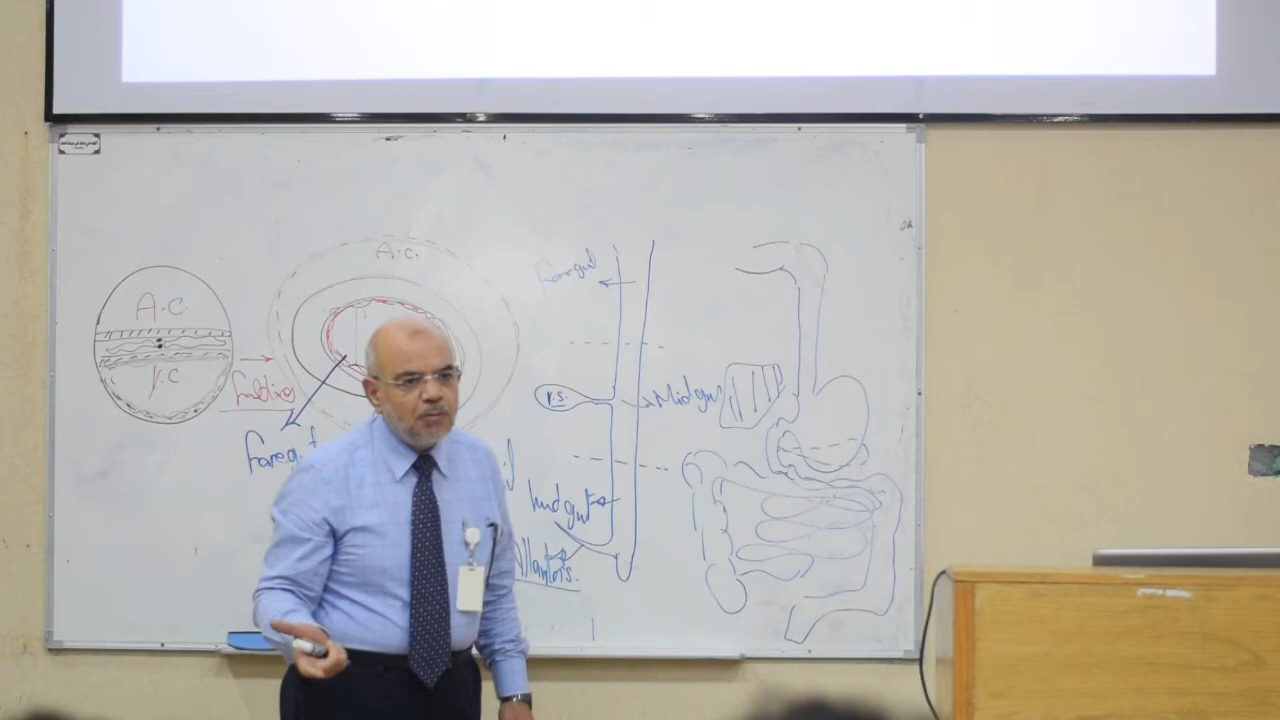 A.C
Y.C
folding
A.C.
foregut
Y.S.
Midgut
hindgut
Allantois.